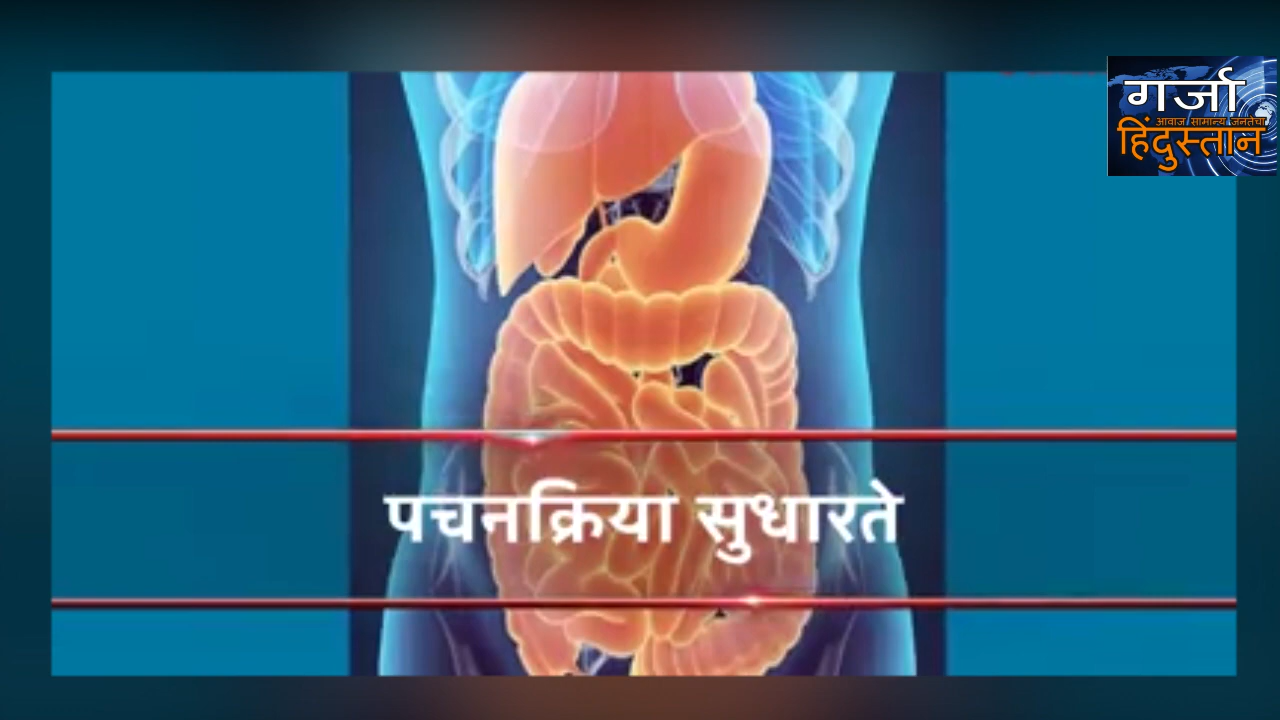 गर्जा
आवाज सामान्य जनतेचा
हिंदुस्तान
पचनक्रिया सुधारते